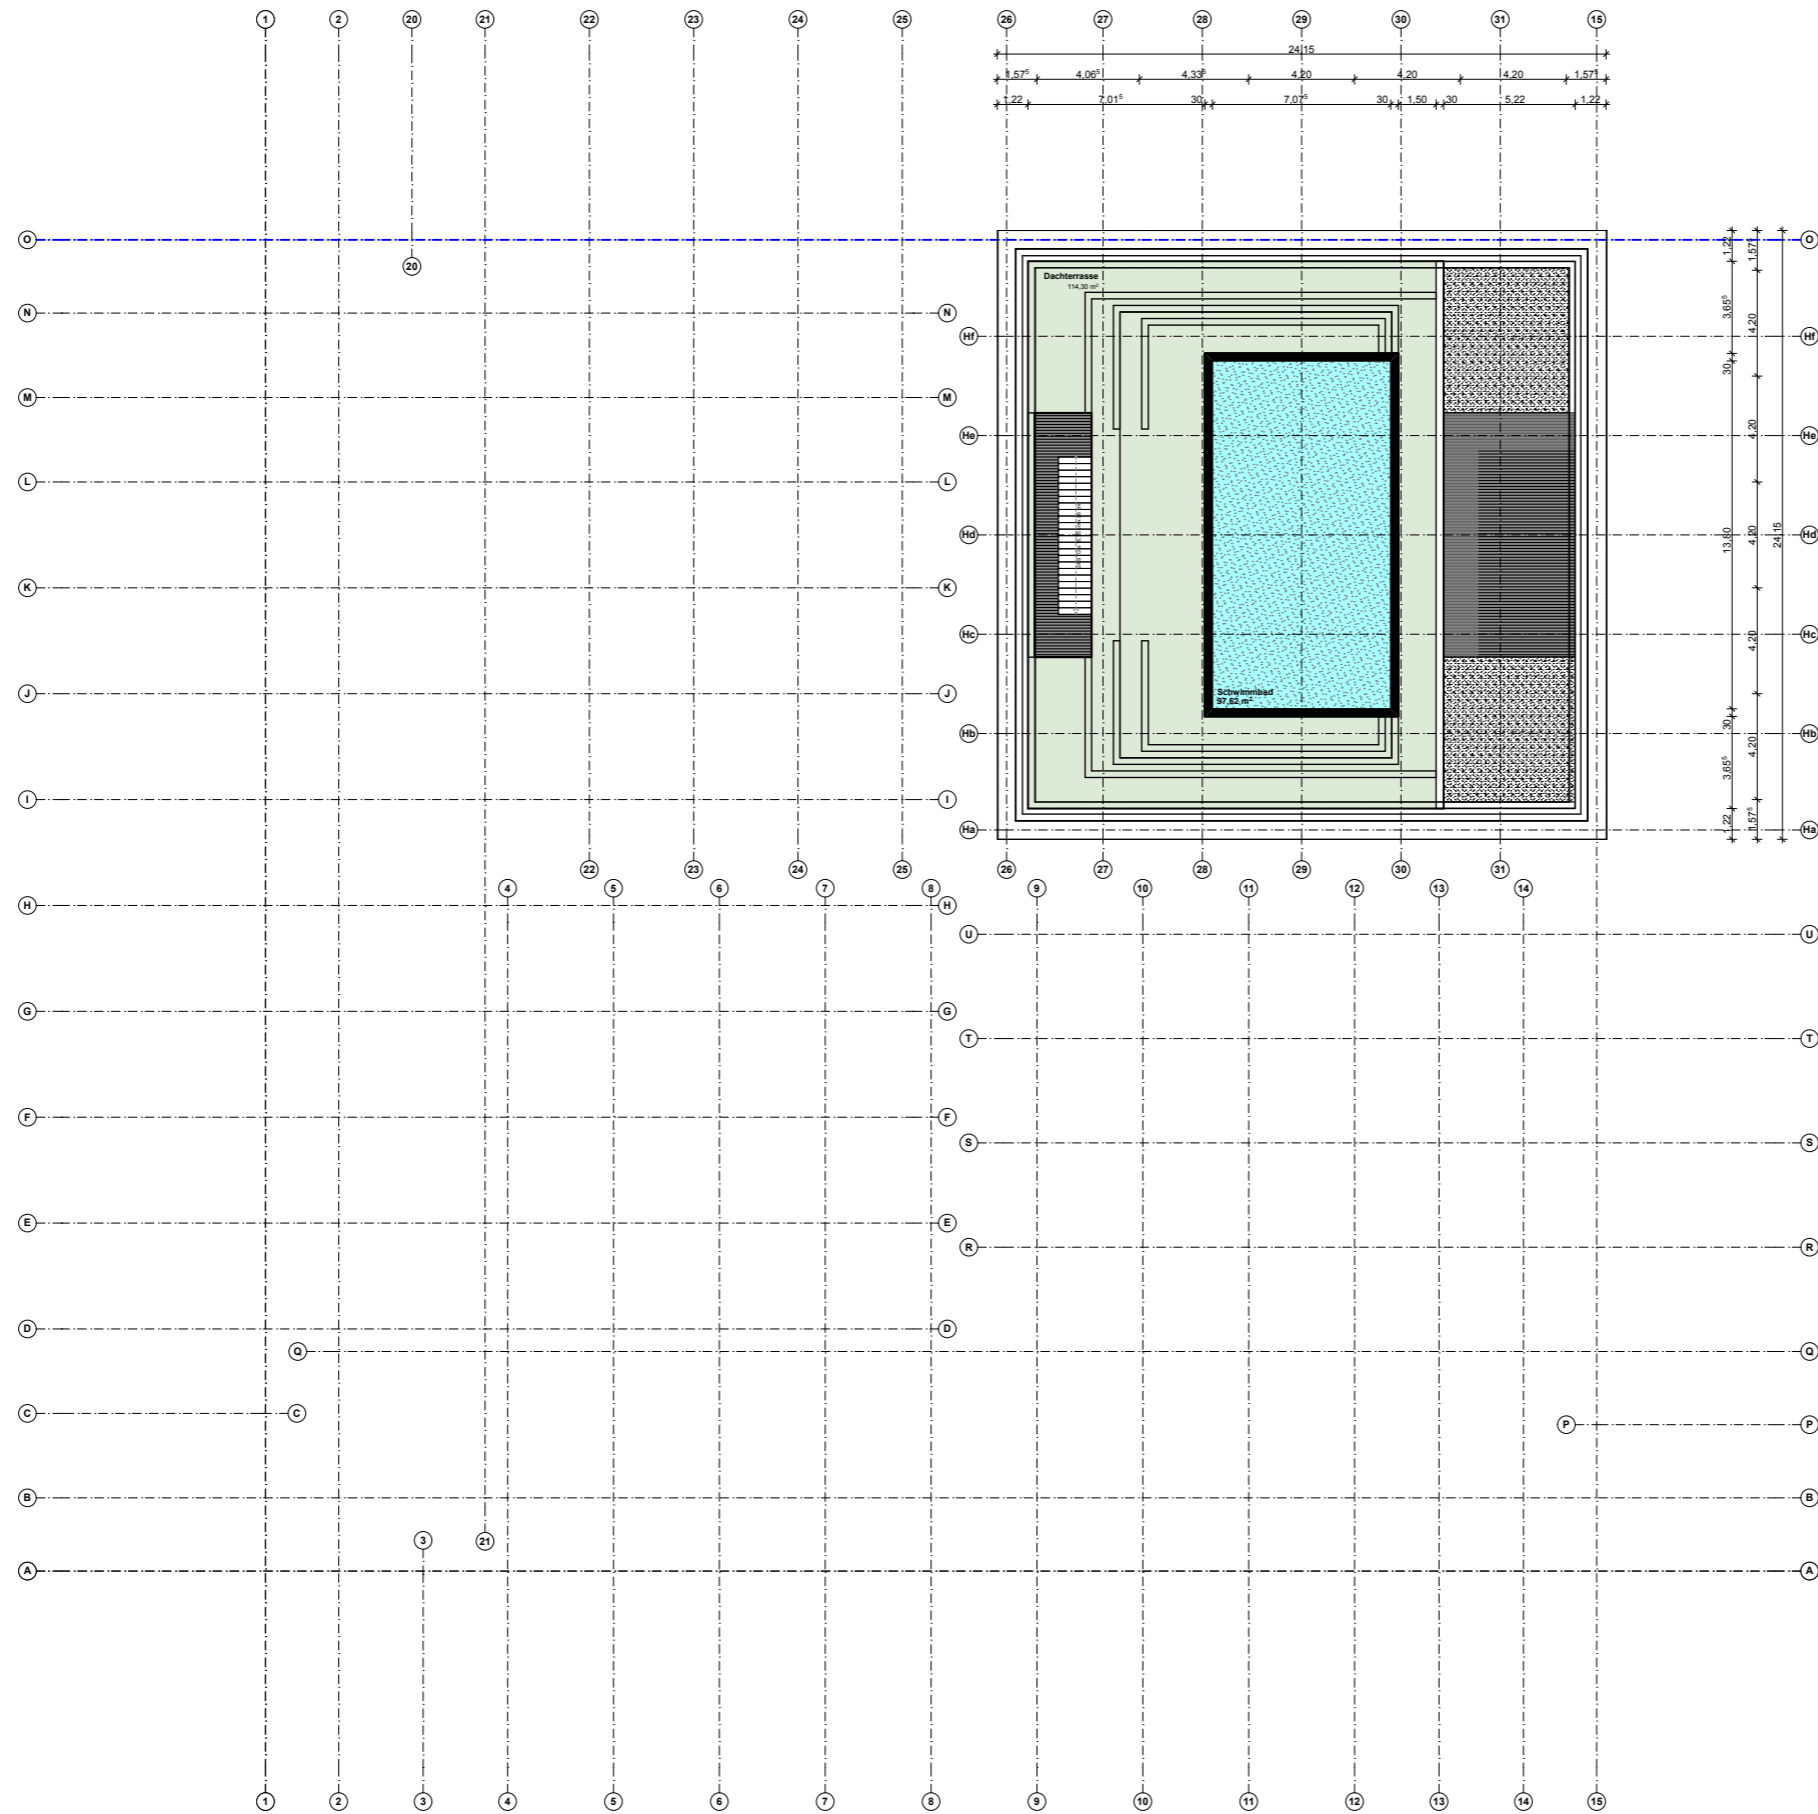 1 2 20 21 22 23 24 25 26 27 28 29 30 31 15
24,15
1,57⁵ 4,06⁵ 4,33⁵ 4,20 4,20 4,20 1,57⁵
1,22 7,01⁵ 30 7,07⁵ 30 1,50 30 5,22 1,22
O O
20
Dachterrasse
114,30 m²
N N
Hf Hf
M M
He He
L L
Hd Hd
K K
Hc Hc
J J
Schwimmbad
97,62 m²
Hb Hb
I I
Ha Ha
1,22 3,65⁵ 30 13,80 30 3,65⁵ 1,22
1,57⁵ 4,20 4,20 4,20 4,20 4,20 1,57⁵
24,15
22 23 24 25 26 27 28 29 30 31
4 5 6 7 8 9 10 11 12 13 14
H H
U U
G G
T T
F F
S S
E E
R R
D D
Q Q
C C
P P
B B
3 21
A A
1 2 3 4 5 6 7 8 9 10 11 12 13 14 15